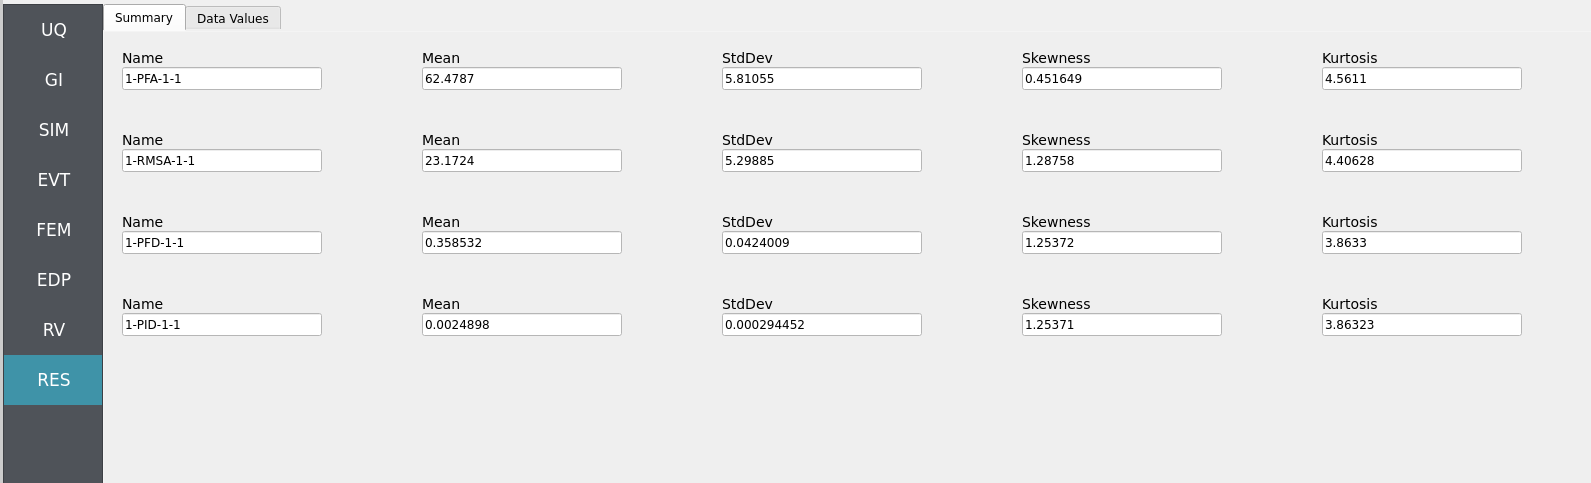 UQ
GI
SIM
EVT
FEM
EDP
RV
RES
Summary Data Values
Name Mean StdDev Skewness Kurtosis
1-PFA-1-1 62.4787 5.81055 0.451649 4.5611
Name Mean StdDev Skewness Kurtosis
1-RMSA-1-1 23.1724 5.29885 1.28758 4.40628
Name Mean StdDev Skewness Kurtosis
1-PFD-1-1 0.358532 0.0424009 1.25372 3.8633
Name Mean StdDev Skewness Kurtosis
1-PID-1-1 0.0024898 0.000294452 1.25371 3.86323